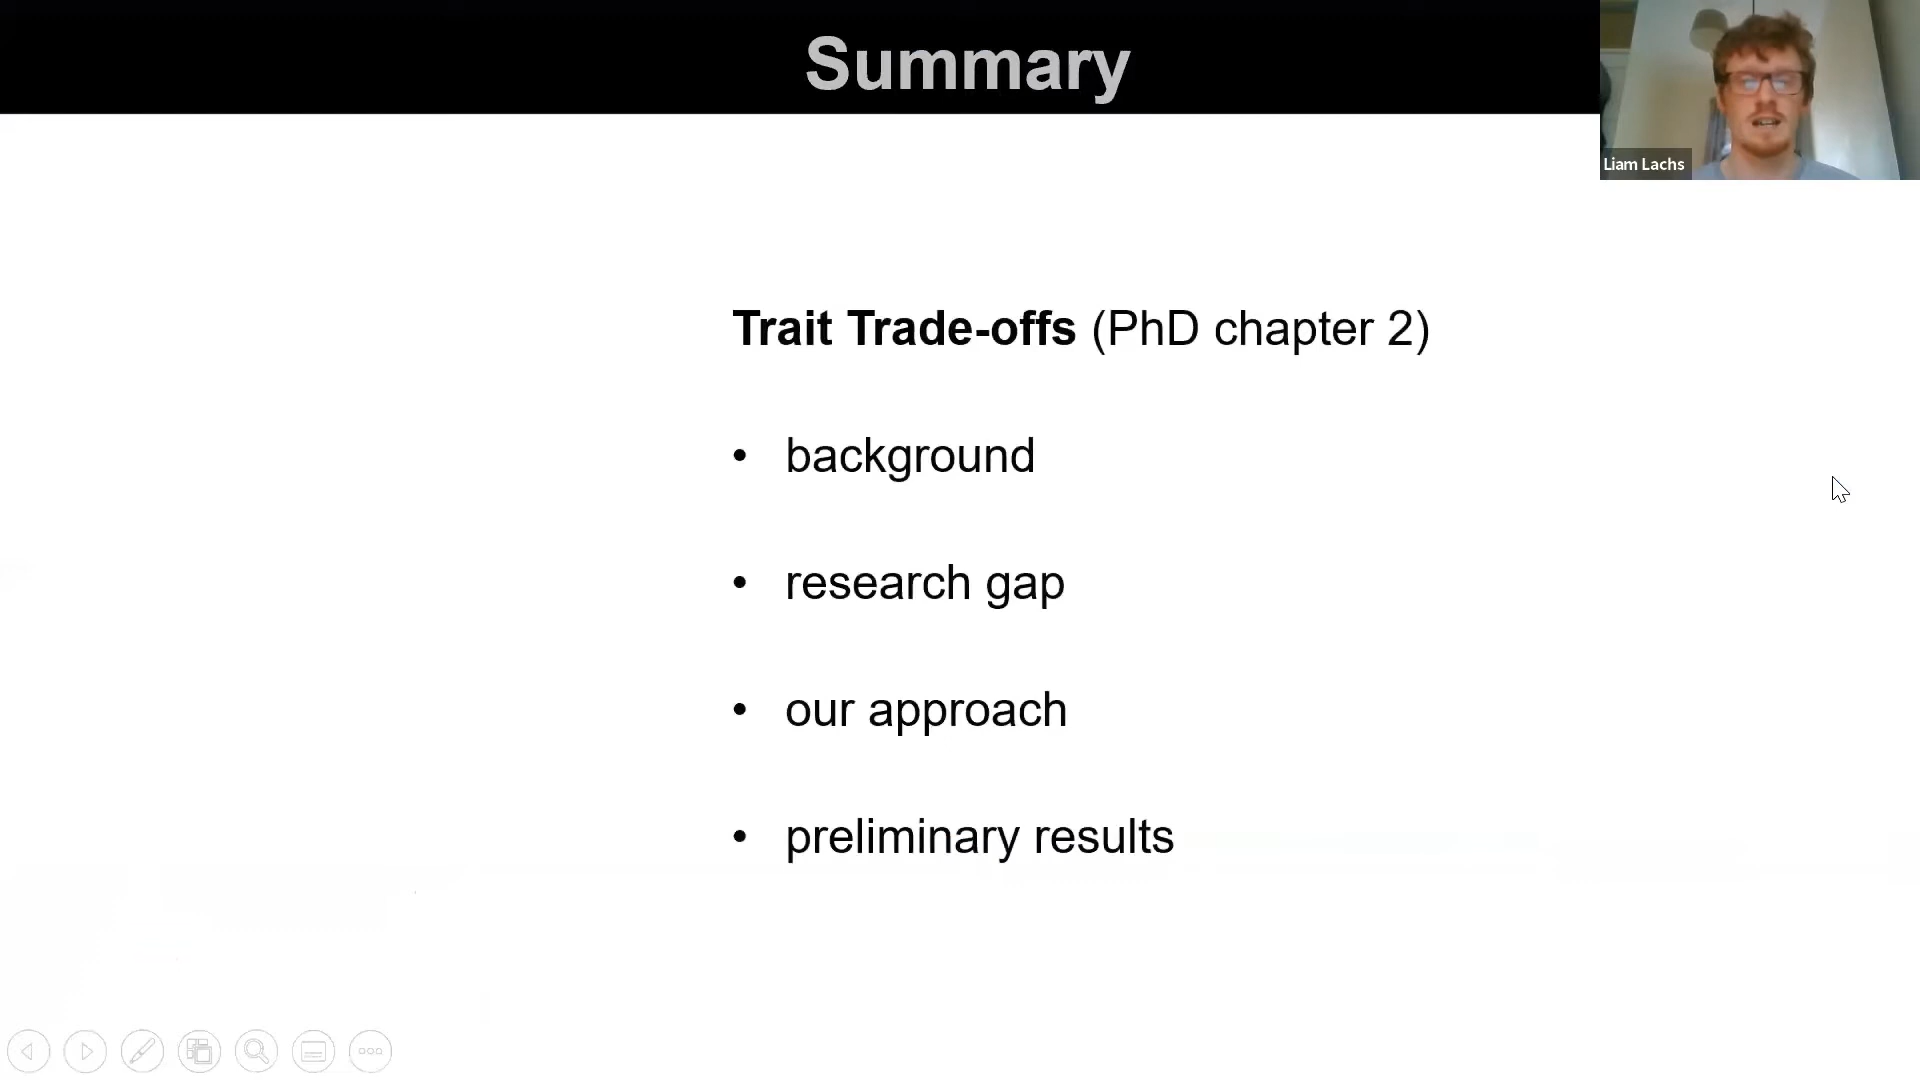 Summary
Liam Lachs
Trait Trade-offs (PhD chapter 2)
• background
• research gap
• our approach
• preliminary results